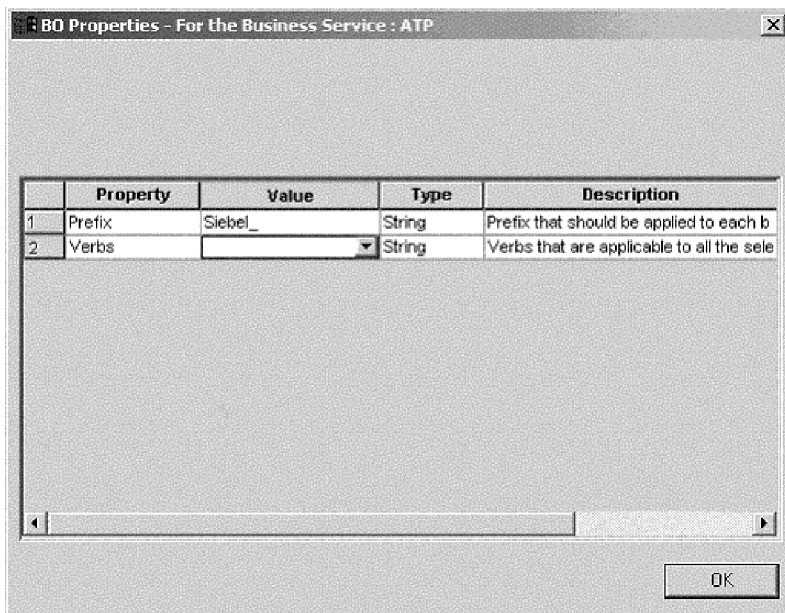 BO Properties - For the Business Service : ATP
Property Value Type Description
1 Prefix Siebel_ String Prefix that should be applied to each b
2 Verbs String Verbs that are applicable to all the sele
OK